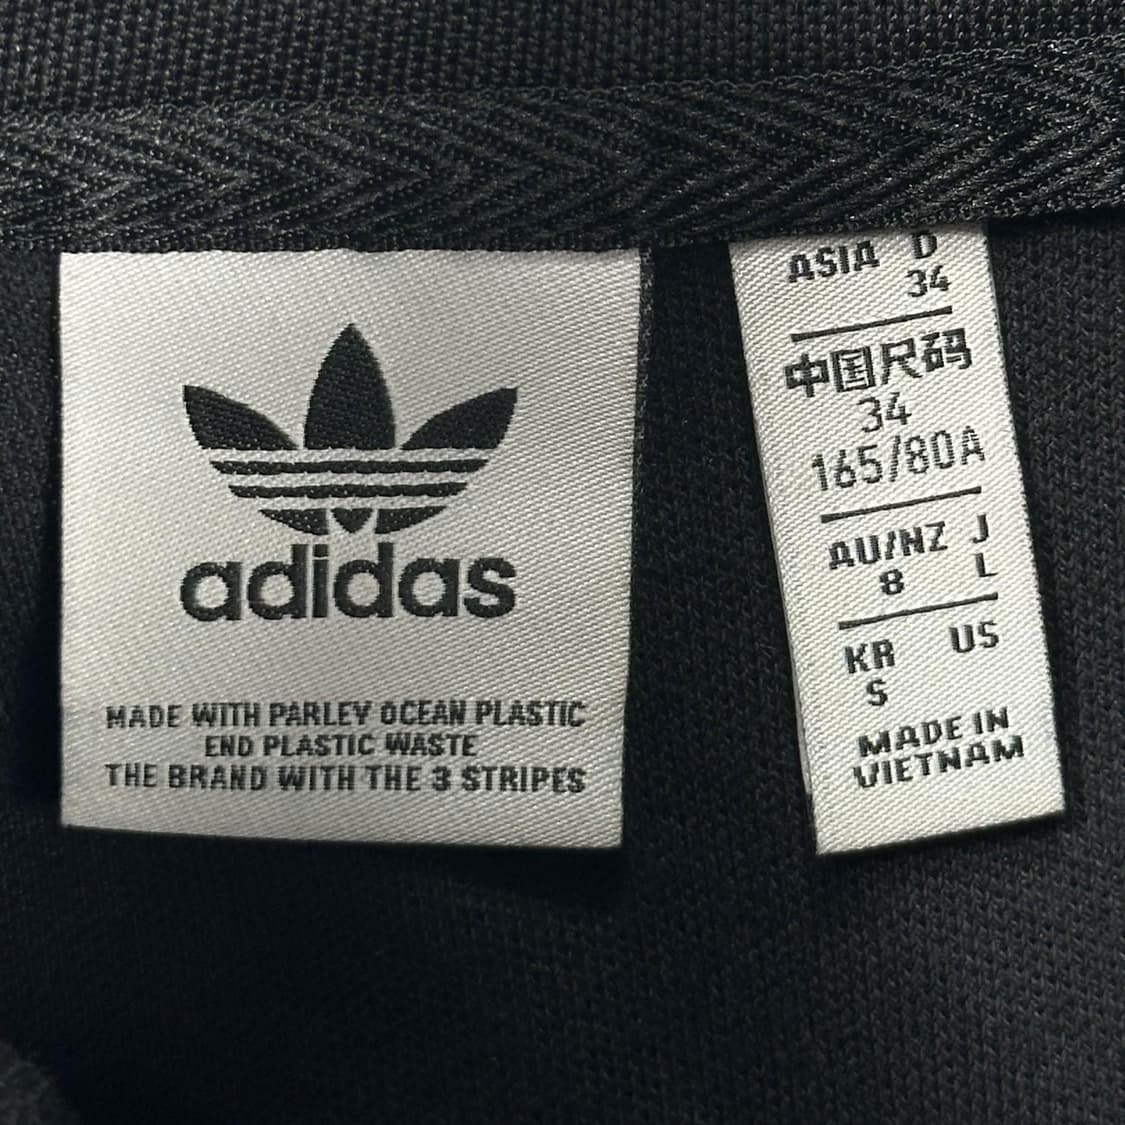 adidas
MADE WITH PARLEY OCEAN PLASTIC
END PLASTIC WASTE
THE BRAND WITH THE 3 STRIPES
ASIA D
34
中国尺码
34
165/80A
AU/NZ J
8 L
KR US
S
MADE IN
VIETNAM